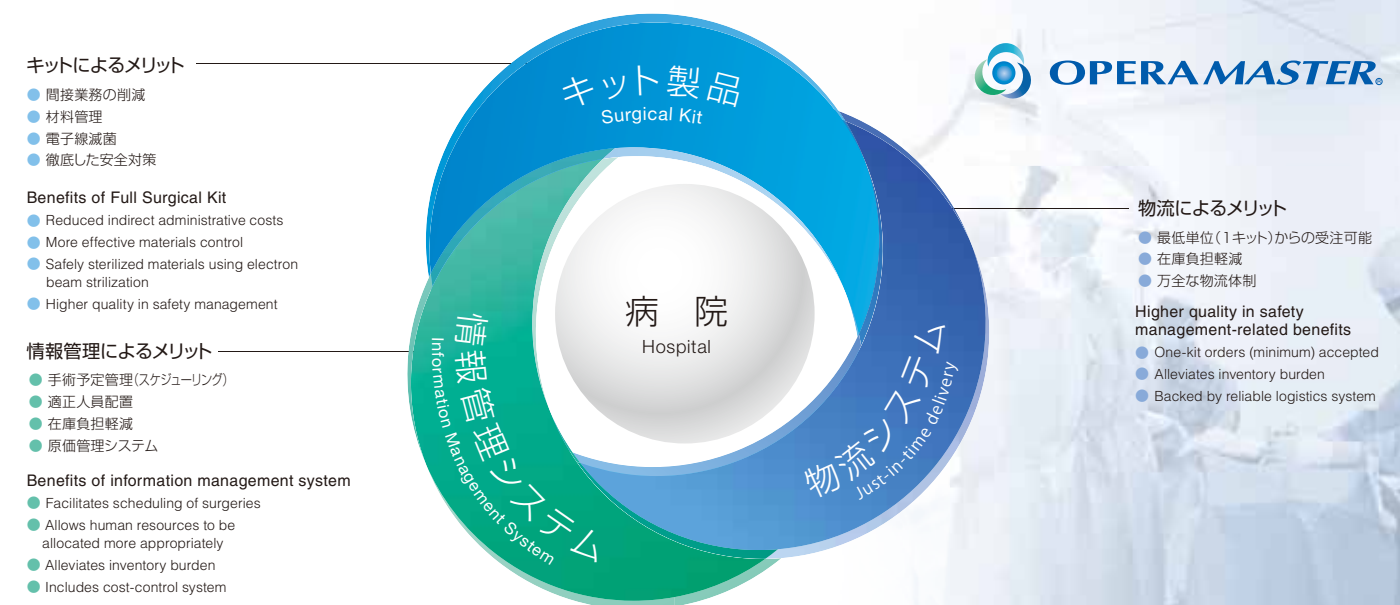 キットによるメリット
間接業務の削減
材料管理
電子線滅菌
徹底した安全対策
Benefits of Full Surgical Kit
Reduced indirect administrative costs
More effective materials control
Safely sterilized materials using electron
beam strilization
Higher quality in safety management
情報管理によるメリット
手術予定管理(スケジューリング)
適正人員配置
在庫負担軽減
原価管理システム
Benefits of information management system
Facilitates scheduling of surgeries
Allows human resources to be
allocated more appropriately
Alleviates inventory burden
Includes cost-control system
キット製品
Surgical Kit
病 院
Hospital
情報管理システム
Information Management System
物流システム
Just-in-time delivery
OPERA MASTER®
物流によるメリット
最低単位(1キット)からの受注可能
在庫負担軽減
万全な物流体制
Higher quality in safety
management-related benefits
One-kit orders (minimum) accepted
Alleviates inventory burden
Backed by reliable logistics system